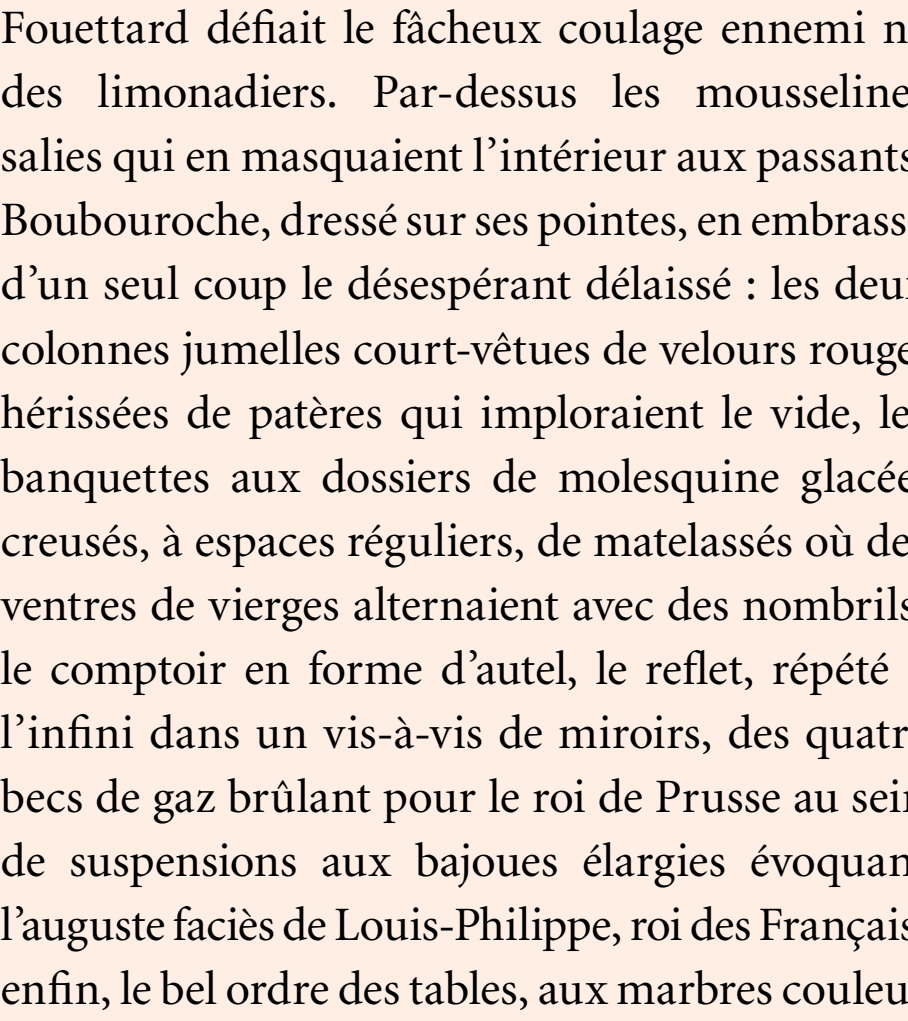 Fouettard défiait le fâcheux coulage ennemi n
des limonadiers. Par-dessus les mousseline
salies qui en masquaient l’intérieur aux passants
Boubouroche, dressé sur ses pointes, en embrass
d’un seul coup le désespérant délaissé : les deu
colonnes jumelles court-vêtues de velours rouge
hérissées de patères qui imploraient le vide, le
banquettes aux dossiers de molesquine glacée
creusés, à espaces réguliers, de matelassés où de
ventres de vierges alternaient avec des nombrils
le comptoir en forme d’autel, le reflet, répété
l’infini dans un vis-à-vis de miroirs, des quatr
becs de gaz brûlant pour le roi de Prusse au sei
de suspensions aux bajoues élargies évoquan
l’auguste faciès de Louis-Philippe, roi des Français
enfin, le bel ordre des tables, aux marbres couleu